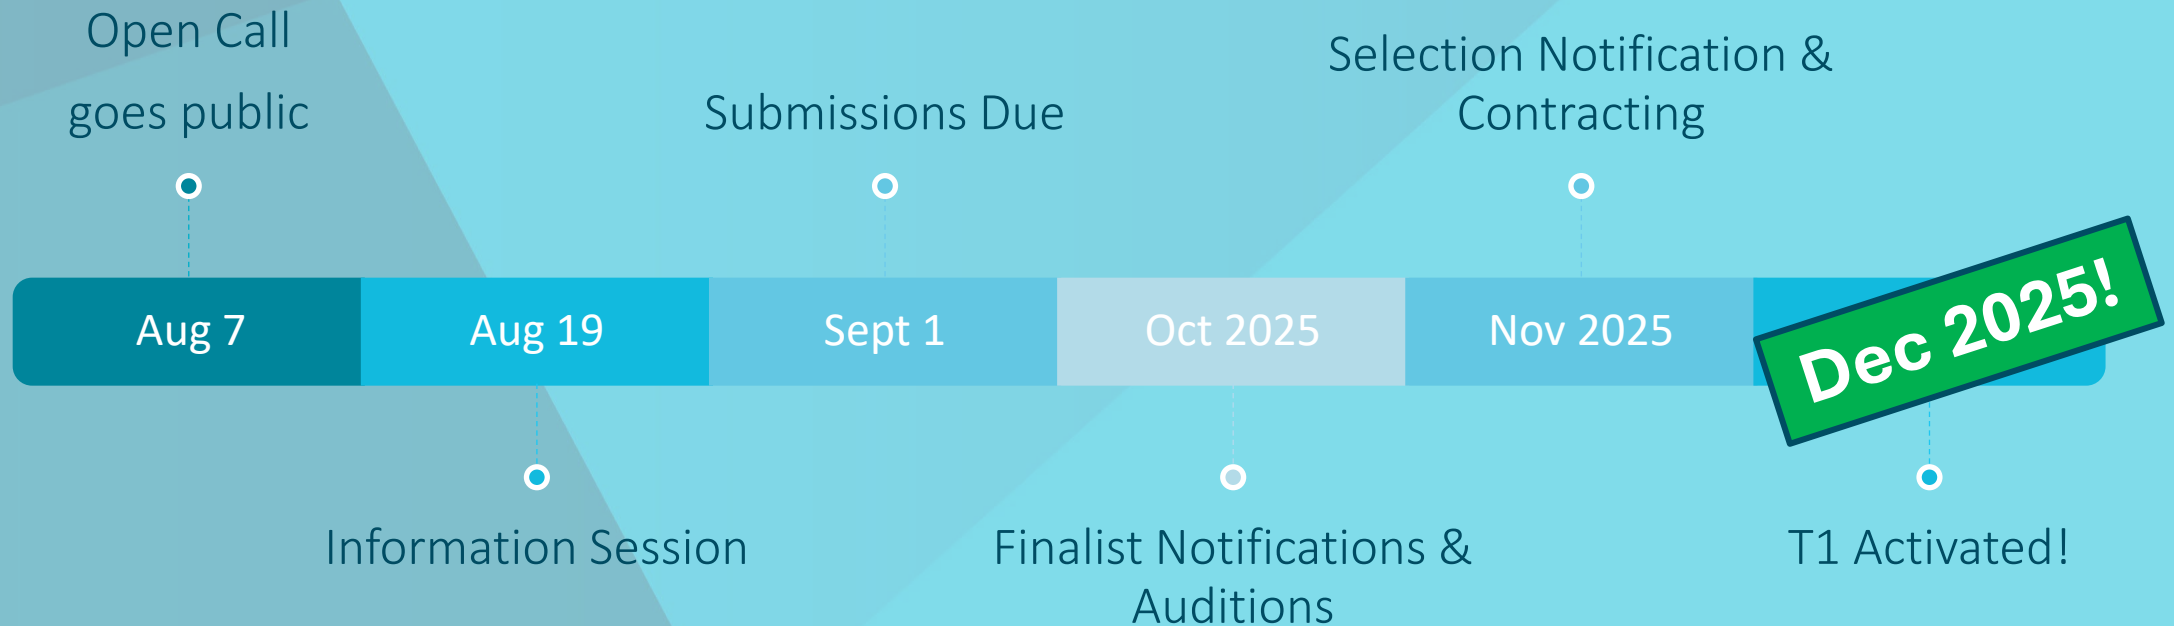 Open Call
goes public
Submissions Due
Selection Notification &
Contracting
Aug 7
Aug 19
Sept 1
Oct 2025
Nov 2025
Dec 2025!
Information Session
Finalist Notifications &
Auditions
T1 Activated!